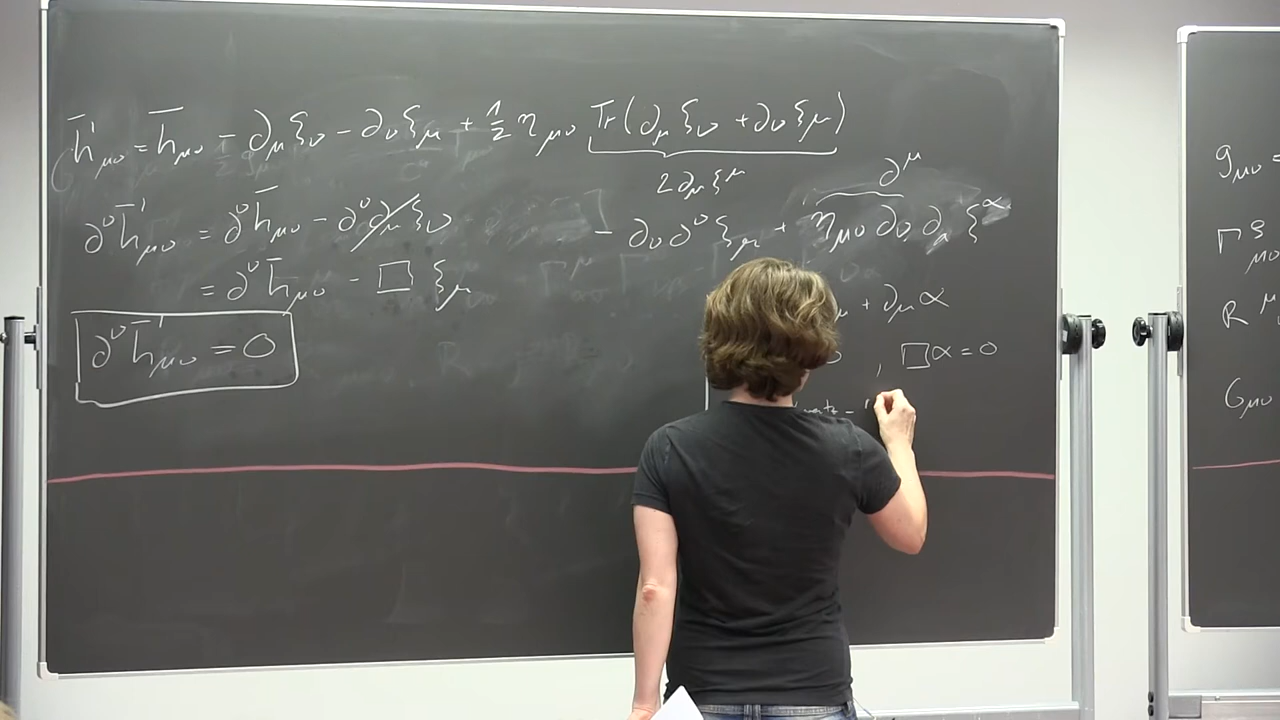 h̄'_μν = h̄_μν - ∂_μ ξ_ν - ∂_ν ξ_μ + 1/2 η_μν Tr(∂_μ ξ_ν + ∂_ν ξ_μ)
2∂_μ ξ^μ
∂^μ
∂^ν h̄'_μν = ∂^ν h̄_μν - ∂^ν ∂_μ ξ_ν - ∂_ν ∂^ν ξ_μ + η_μν ∂^ν ∂_α ξ^α
= ∂^ν h̄_μν - □ ξ_μ
μ + ∂_μ α
∂^ν h̄'_μν = 0
, □α = 0
g_μν =
Γ^ρ_μν
R^μ
G_μν